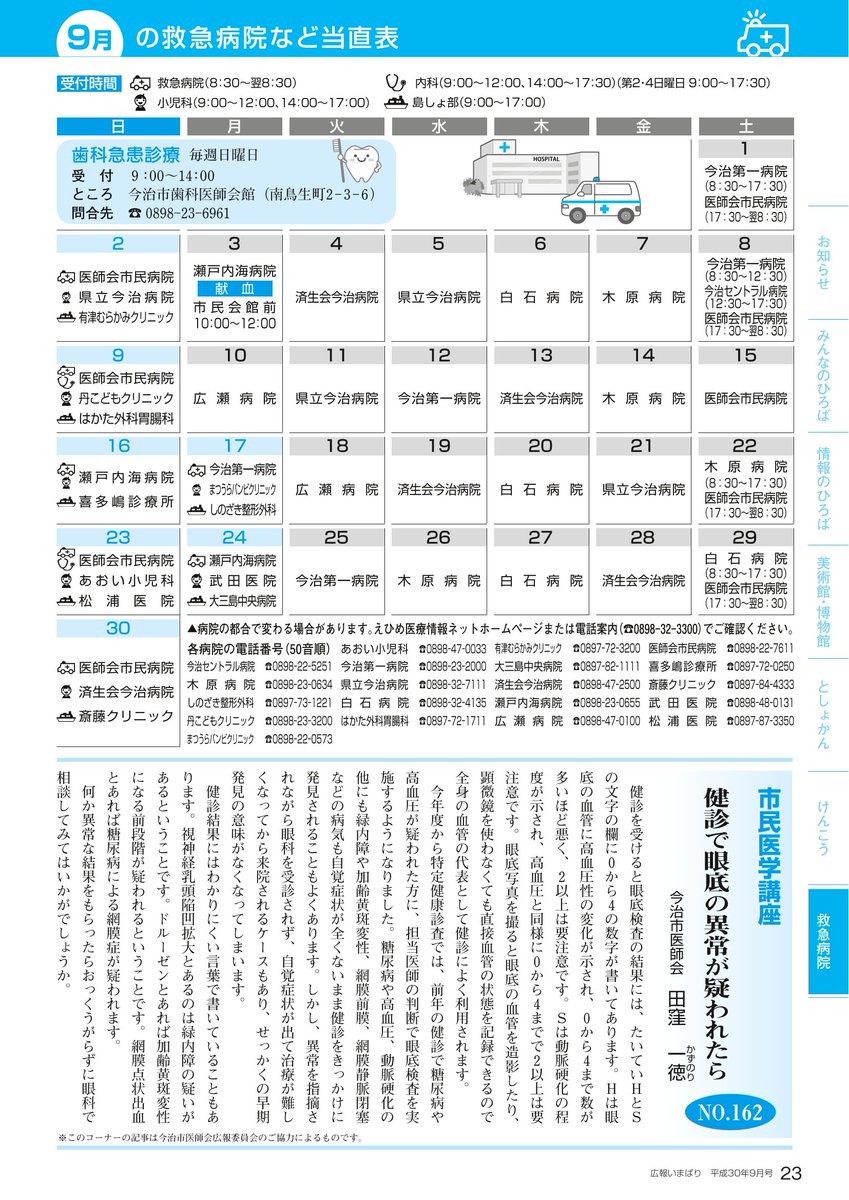 9月 の救急病院など当直表
受付時間 救急病院(8:30〜翌8:30) 内科(9:00〜12:00、14:00〜17:30)(第2・4日曜日 9:00〜17:30)
小児科(9:00〜12:00、14:00〜17:00) 島しょ部(9:00〜17:00)
日 月 火 水 木 金 土
歯科急患診療 毎週日曜日
受 付 9:00〜14:00
ところ 今治市歯科医師会館(南鳥生町2-3-6)
問合先 ☎0898-23-6961
HOSPITAL
1
今治第一病院
(8:30〜17:30)
医師会市民病院
(17:30〜翌8:30)
2
医師会市民病院
県立今治病院
有津むらかみクリニック
3
瀬戸内海病院
献血
市民会館前
10:00〜12:00
4
済生会今治病院
5
県立今治病院
6
白石病院
7
木原病院
8
今治第一病院
(8:30〜12:30)
今治セントラル病院
(12:30〜17:30)
医師会市民病院
(17:30〜翌8:30)
9
医師会市民病院
丹こどもクリニック
はかた外科胃腸科
10
広瀬病院
11
県立今治病院
12
今治第一病院
13
済生会今治病院
14
木原病院
15
医師会市民病院
16
瀬戸内海病院
喜多嶋診療所
17
今治第一病院
まつうらバンビクリニック
しのざき整形外科
18
広瀬病院
19
済生会今治病院
20
白石病院
21
県立今治病院
22
木原病院
(8:30〜17:30)
医師会市民病院
(17:30〜翌8:30)
23
医師会市民病院
あおい小児科
松浦医院
24
瀬戸内海病院
武田医院
大三島中央病院
25
今治第一病院
26
木原病院
27
白石病院
28
済生会今治病院
29
白石病院
(8:30〜17:30)
医師会市民病院
(17:30〜翌8:30)
30
医師会市民病院
済生会今治病院
斎藤クリニック
▲病院の都合で変わる場合があります。えひめ医療情報ネットホームページまたは電話案内(☎0898-32-3300)でご確認ください。
各病院の電話番号(50音順) あおい小児科 ☎0898-47-0033 有津むらかみクリニック ☎0897-72-3200 医師会市民病院 ☎0898-22-7611
今治セントラル病院 ☎0898-22-5251 今治第一病院 ☎0898-23-2000 大三島中央病院 ☎0897-82-1111 喜多嶋診療所 ☎0897-72-0250
木原病院 ☎0898-23-0634 県立今治病院 ☎0898-32-7111 済生会今治病院 ☎0898-47-2500 斎藤クリニック ☎0897-84-4333
しのざき整形外科 ☎0897-73-1221 白石病院 ☎0898-32-4135 瀬戸内海病院 ☎0898-23-0655 武田医院 ☎0898-48-0131
丹こどもクリニック ☎0898-23-3200 はかた外科胃腸科 ☎0897-72-1711 広瀬病院 ☎0898-47-0100 松浦医院 ☎0897-87-3350
まつうらバンビクリニック ☎0898-22-0573
市民医学講座
健診で眼底の異常が疑われたら
今治市医師会 田窪 一徳
かずのり
NO.162
健診を受けると眼底検査の結果には、たいていHとS
の文字の欄に0から4の数字が書いてあります。Hは眼
底の血管に高血圧性の変化が示され、0から4まで数が
多いほど悪く、2以上は要注意です。Sは動脈硬化の程
度が示され、高血圧と同様に0から4までで2以上は要
注意です。眼底写真を撮ると眼底の血管を造影したり、
顕微鏡を使わなくても直接血管の状態を記録できるので
全身の血管の代表として健診によく利用されます。
今年度から特定健康診査では、前年の健診で糖尿病や
高血圧が疑われた方に、担当医師の判断で眼底検査を実
施するようになりました。糖尿病や高血圧、動脈硬化の
他にも緑内障や加齢黄斑変性、網膜前膜、網膜静脈閉塞
などの病気も自覚症状が全くないまま健診をきっかけに
発見されることもよくあります。しかし、異常を指摘さ
れながら眼科を受診されず、自覚症状が出て治療が難し
くなってから来院されるケースもあり、せっかくの早期
発見の意味がなくなってしまいます。
健診結果にはわかりにくい言葉で書いていることもあ
ります。視神経乳頭陥凹拡大とあるのは緑内障の疑いが
あるということです。ドルーゼンとあれば加齢黄斑変性
になる前段階が疑われるということです。網膜点状出血
とあれば糖尿病による網膜症が疑われます。
何か異常な結果をもらったらおっくうがらずに眼科で
相談してみてはいかがでしょうか。
※このコーナーの記事は今治市医師会広報委員会のご協力によるものです。
お知らせ
みんなのひろば
情報のひろば
美術館・博物館
としょかん
けんこう
救急病院
広報いまばり 平成30年9月号 23